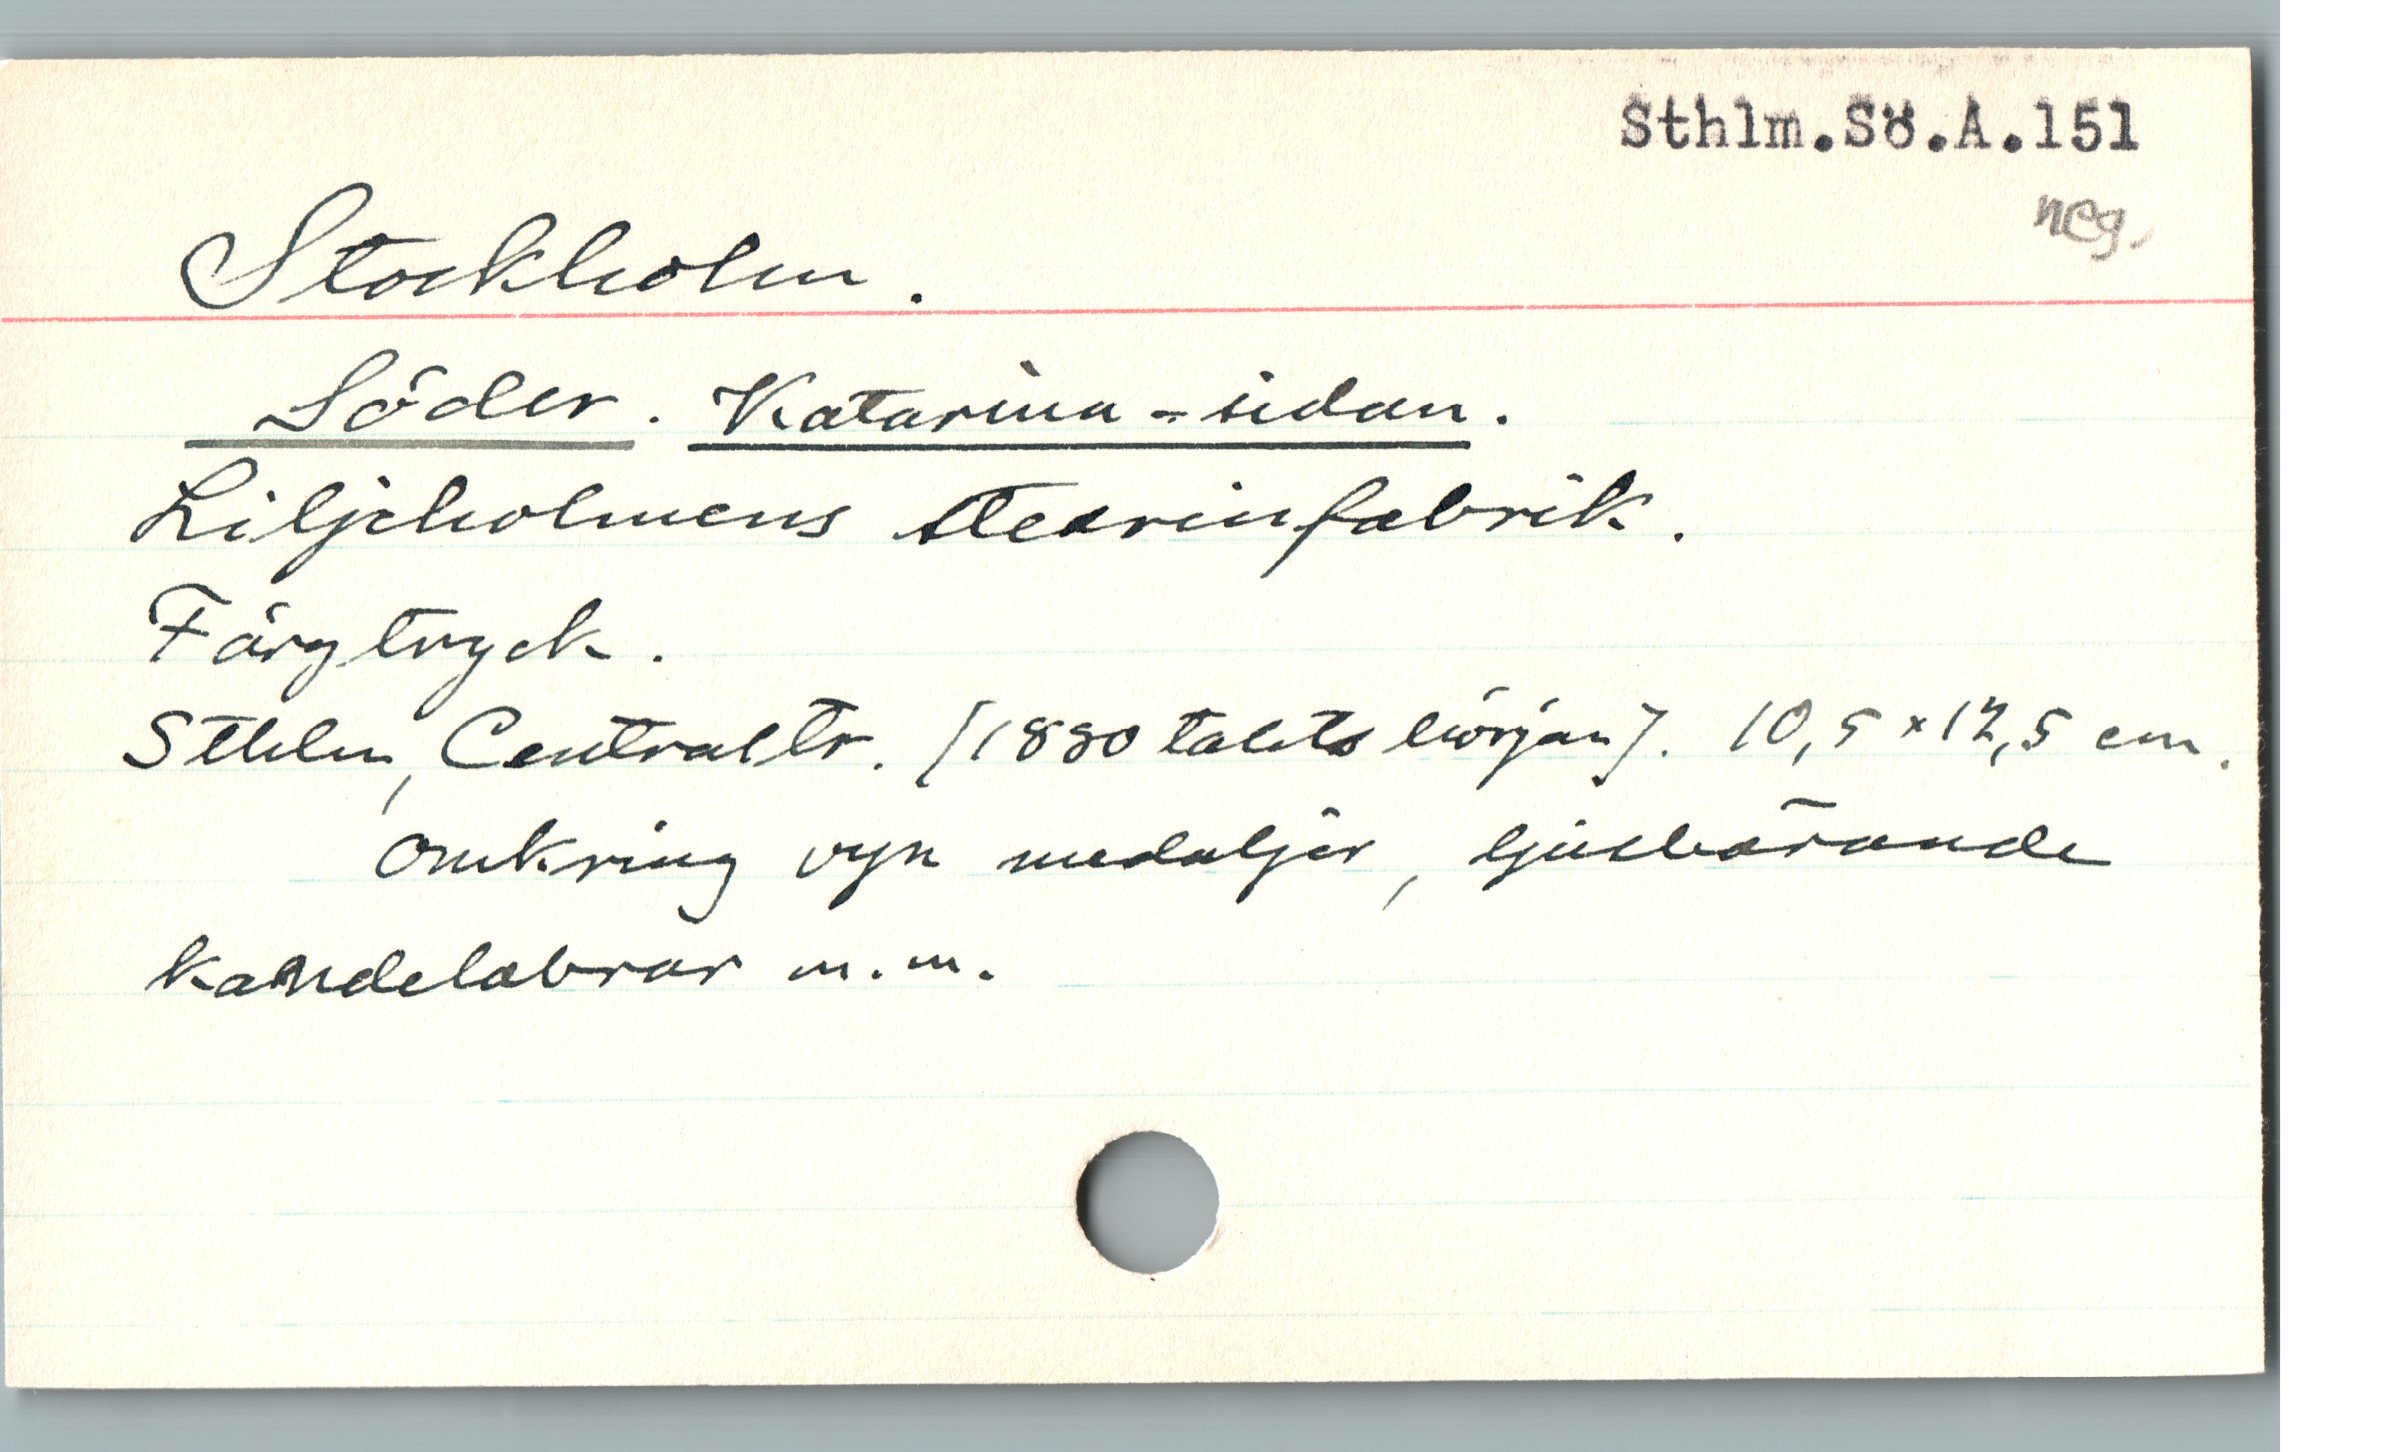 Sthlm.Sö.A.151
neg.
Stockholm.
Söder. Katarina-sidan.
Liljeholmens stearinfabrik.
Färgtryck.
Sthlm, Centraltr. [1880 talets början]. 10,5 × 12,5 cm.
Omkring vyn medaljer, ljusbärande
kandelabrar m.m.